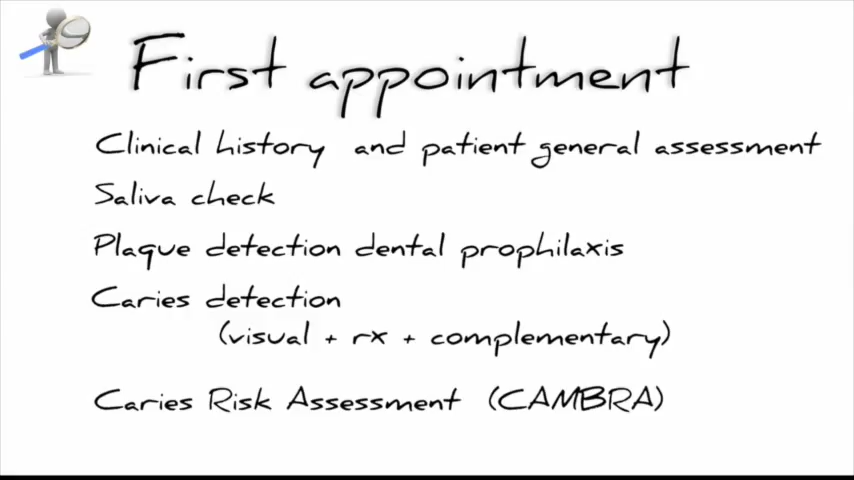 First appointment
Clinical history and patient general assessment
Saliva check
Plaque detection dental prophilaxis
Caries detection
(visual + rx + complementary)
Caries Risk Assessment (CAMBRA)